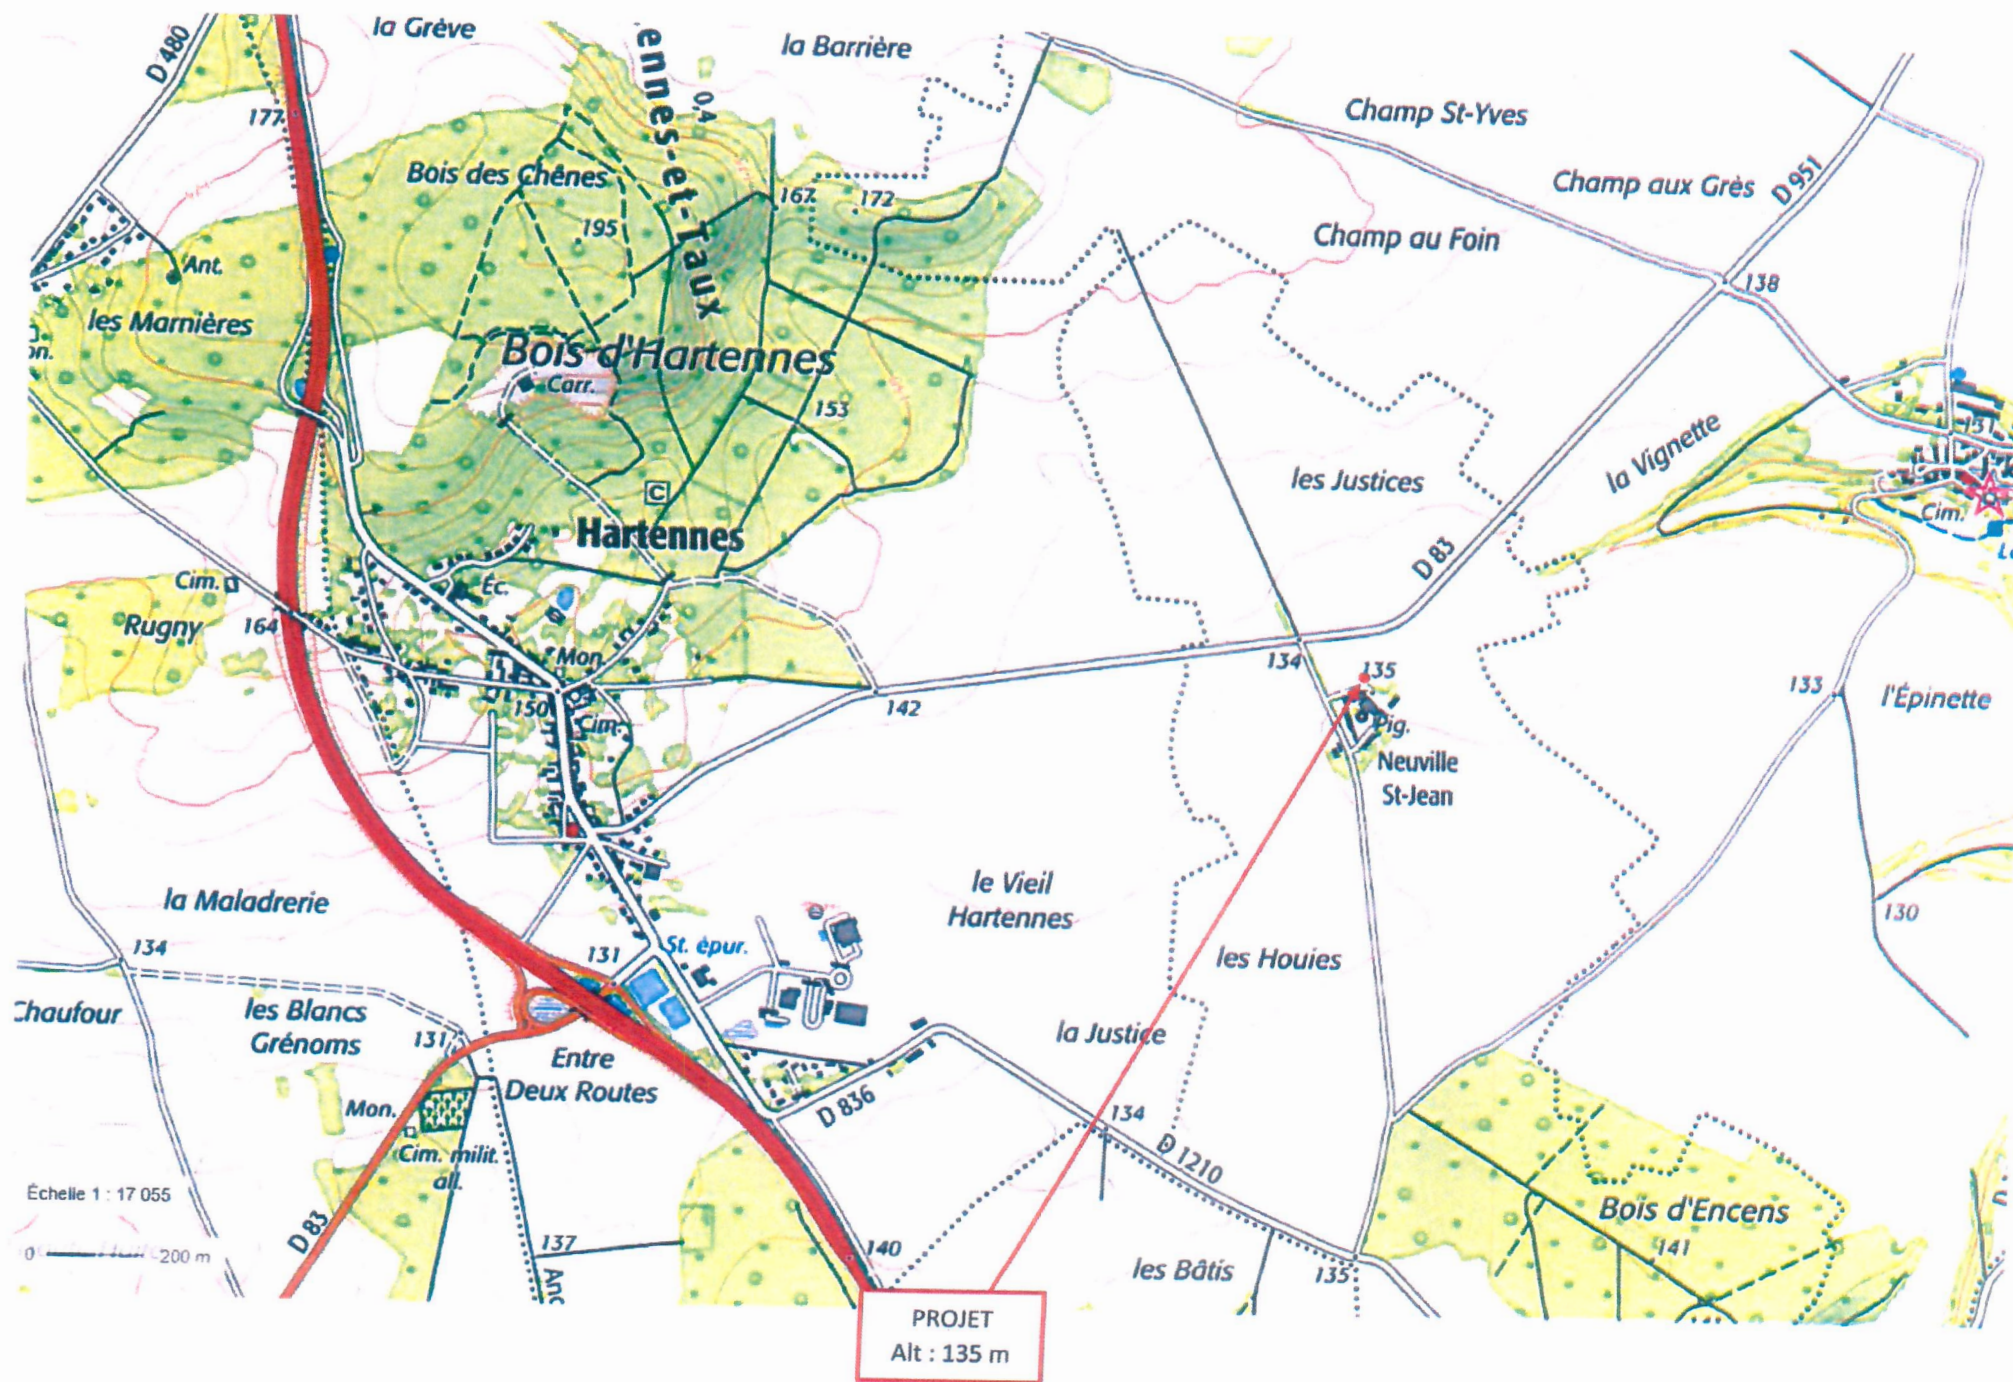 la Grève
la Barrière
D 480
ennes-et-Taux
0,4
Champ St-Yves
177
Bois des Chênes
167
172
Champ aux Grès
D 951
195
Champ au Foin
Ant.
138
les Marnières
Bois d'Hartennes
Carr.
153
131
la Vignette
les Justices
C
Cim.
Hartennes
D 83
Cim.
Éc.
Rugny
164
Mon.
134
135
133
l'Épinette
150
Cim.
142
Pig.
Neuville
St-Jean
le Vieil
Hartennes
la Maladrerie
130
134
131
St. épur.
les Houies
Chaufour
les Blancs
Grénoms
131
la Justice
Entre
Deux Routes
Mon.
D 836
134
Cim. milit.
all.
D 1210
Échelle 1 : 17 055
Bois d'Encens
D 83
0
200 m
137
140
141
les Bâtis
135
Anc
PROJET
Alt : 135 m